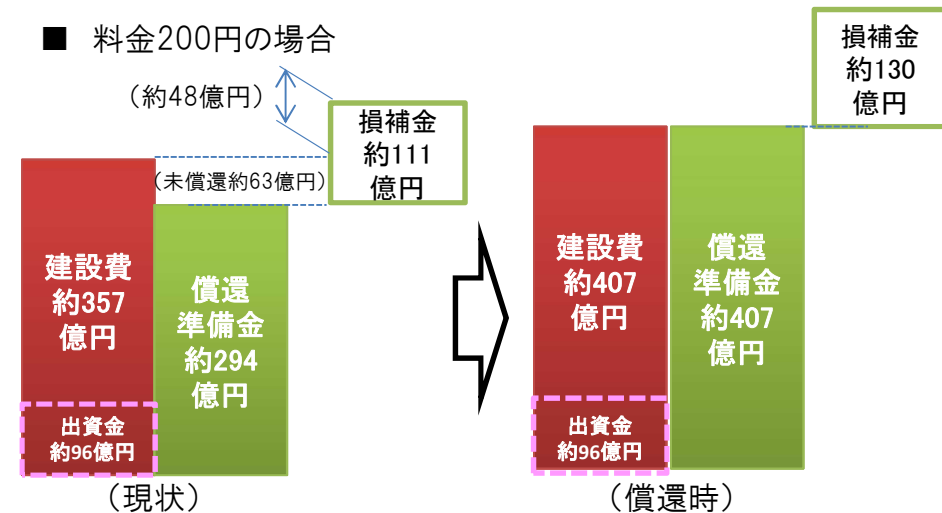 ■ 料金200円の場合
（約48億円）
損補金
約111
億円
（未償還約63億円）
建設費
約357
億円
償還
準備金
約294
億円
出資金
約96億円
（現状）
損補金
約130
億円
建設費
約407
億円
償還
準備金
約407
億円
出資金
約96億円
（償還時）